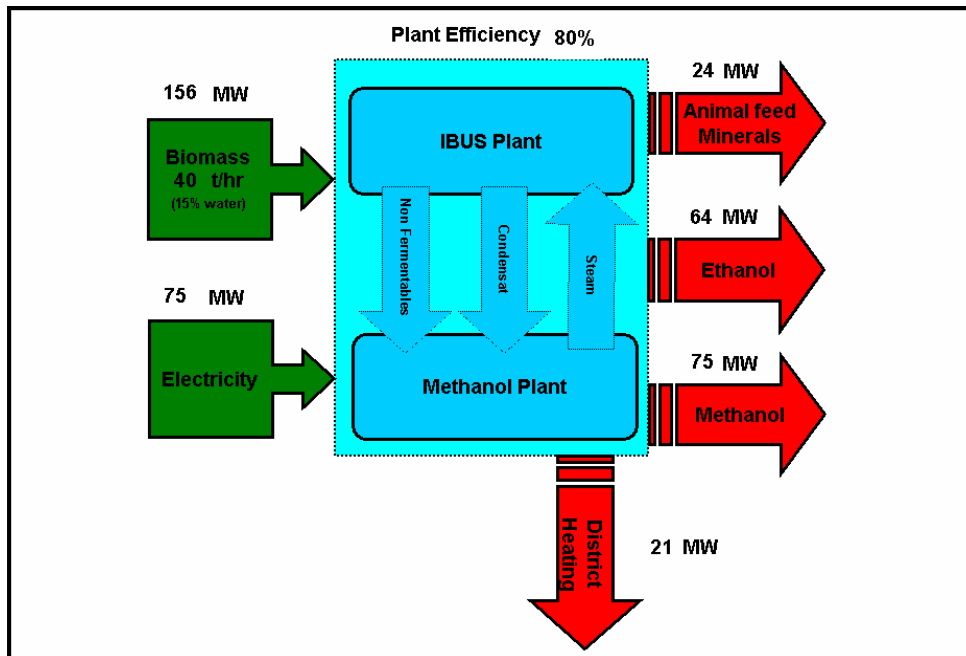 Plant Efficiency 80%
156 MW
Biomass
40 t/hr
(15% water)
75 MW
Electricity
IBUS Plant
Non Fermentables
Condensat
Steam
Methanol Plant
24 MW
Animal feed
Minerals
64 MW
Ethanol
75 MW
Methanol
District
Heating
21 MW